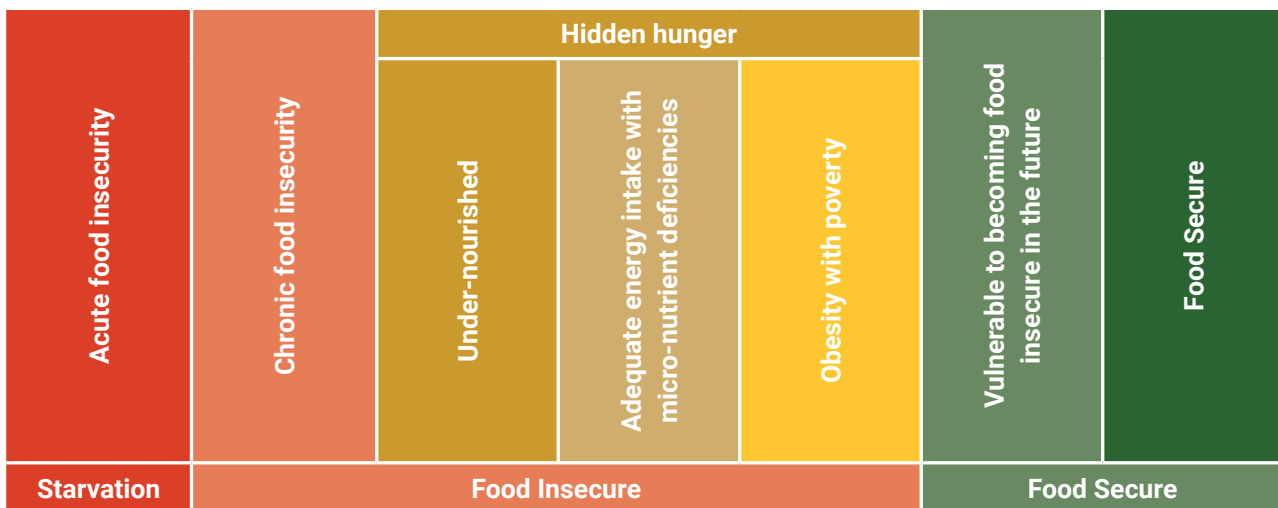 Hidden hunger
Acute food insecurity
Chronic food insecurity
Under-nourished
Adequate energy intake with
micro-nutrient deficiencies
Obesity with poverty
Vulnerable to becoming food
insecure in the future
Food Secure
Starvation
Food Insecure
Food Secure